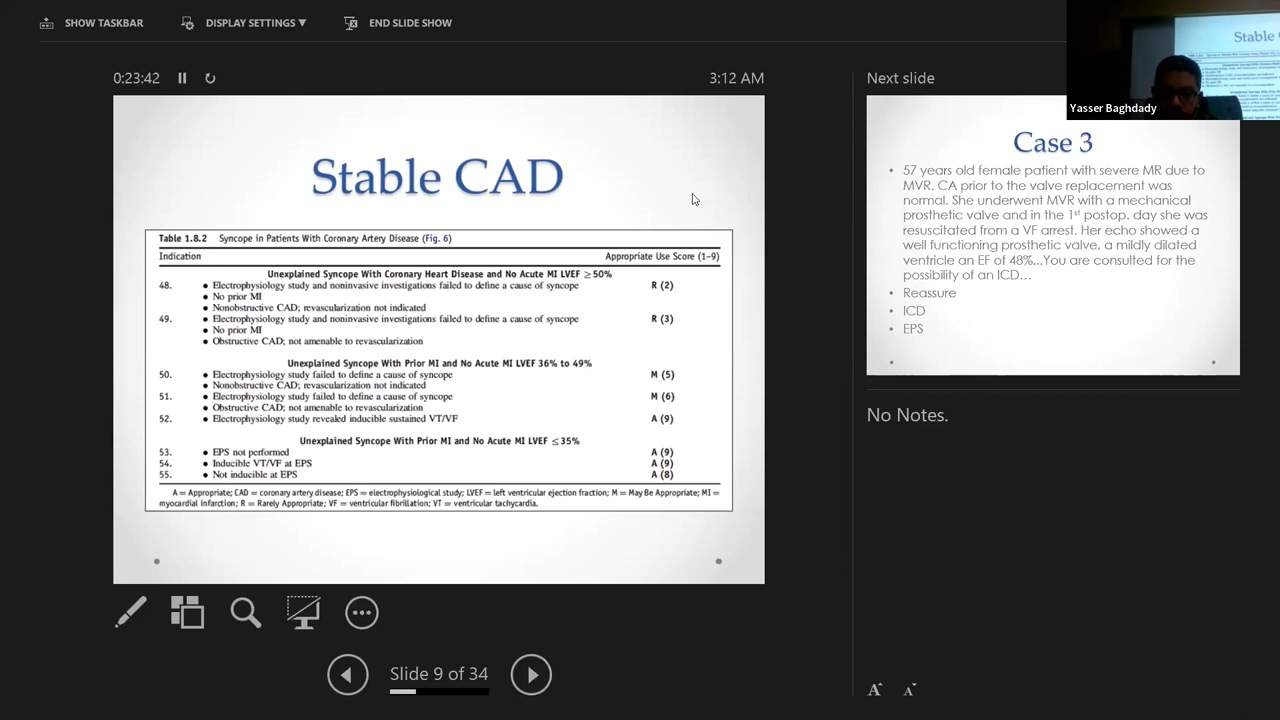 SHOW TASKBAR
DISPLAY SETTINGS ▼
END SLIDE SHOW
0:23:42
3:12 AM
Stable CAD
Table 1.8.2 Syncope in Patients With Coronary Artery Disease (Fig. 6)
Indication Appropriate Use Score (1–9)
Unexplained Syncope With Coronary Heart Disease and No Acute MI LVEF ≥50%
48. • Electrophysiology study and noninvasive investigations failed to define a cause of syncope R (2)
• No prior MI
• Nonobstructive CAD; revascularization not indicated
49. • Electrophysiology study and noninvasive investigations failed to define a cause of syncope R (3)
• No prior MI
• Obstructive CAD; not amenable to revascularization
Unexplained Syncope With Prior MI and No Acute MI LVEF 36% to 49%
50. • Electrophysiology study failed to define a cause of syncope M (5)
• Nonobstructive CAD; revascularization not indicated
51. • Electrophysiology study failed to define a cause of syncope M (6)
• Obstructive CAD; not amenable to revascularization
52. • Electrophysiology study revealed inducible sustained VT/VF A (9)
Unexplained Syncope With Prior MI and No Acute MI LVEF ≤35%
53. • EPS not performed A (9)
54. • Inducible VT/VF at EPS A (9)
55. • Not inducible at EPS A (8)
A = Appropriate; CAD = coronary artery disease; EPS = electrophysiological study; LVEF = left ventricular ejection fraction; M = May Be Appropriate; MI =
myocardial infarction; R = Rarely Appropriate; VF = ventricular fibrillation; VT = ventricular tachycardia.
Slide 9 of 34
Next slide
Stable
Yasser Baghdady
Case 3
• 57 years old female patient with severe MR due to
MVR. CA prior to the valve replacement was
normal. She underwent MVR with a mechanical
prosthetic valve and in the 1st postop. day she was
resuscitated from a VF arrest. Her echo showed a
well functioning prosthetic valve, a mildly dilated
ventricle an EF of 48%...You are consulted for the
possibility of an ICD…
• Reassure
• ICD
• EPS
No Notes.
A A